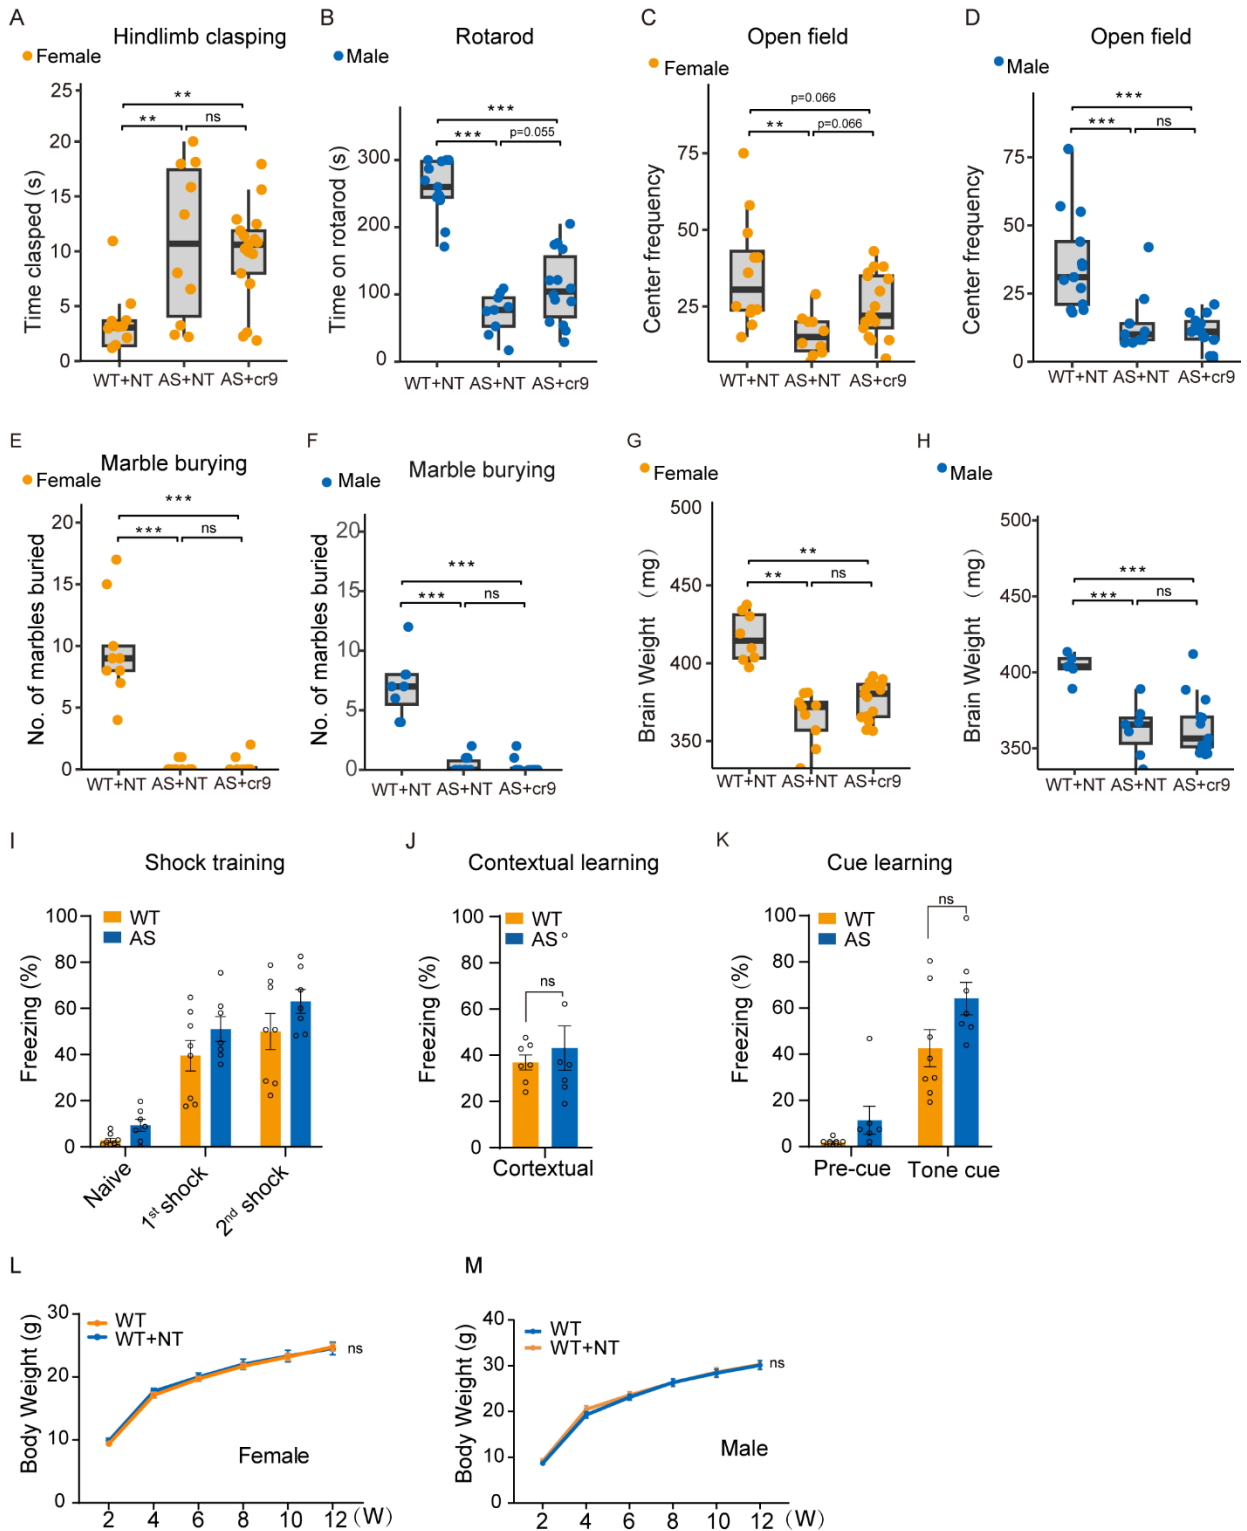 A
Hindlimb clasping
Female
Time clasped (s)
25
20
15
10
5
0
**
** ns
WT+NT AS+NT AS+cr9
B
Rotarod
Male
Time on rotarod (s)
300
200
100
0
***
*** p=0.055
WT+NT AS+NT AS+cr9
C
Open field
Female
Center frequency
75
50
25
p=0.066
** p=0.066
WT+NT AS+NT AS+cr9
D
Open field
Male
Center frequency
75
50
25
0
***
*** ns
WT+NT AS+NT AS+cr9
E
Marble burying
Female
No. of marbles buried
20
15
10
5
0
***
*** ns
WT+NT AS+NT AS+cr9
F
Marble burying
Male
No. of marbles buried
20
15
10
5
0
***
*** ns
WT+NT AS+NT AS+cr9
G
Female
Brain Weight (mg)
500
450
400
350
**
** ns
WT+NT AS+NT AS+cr9
H
Male
Brain Weight (mg)
500
450
400
350
***
*** ns
WT+NT AS+NT AS+cr9
I
Shock training
WT
AS
Freezing (%)
100
80
60
40
20
0
Naive 1st shock 2nd shock
J
Contextual learning
WT
AS
Freezing (%)
100
80
60
40
20
0
ns
Cortextual
K
Cue learning
WT
AS
Freezing (%)
100
80
60
40
20
0
ns
Pre-cue Tone cue
L
WT
WT+NT
Body Weight (g)
30
20
10
0
ns
Female
2 4 6 8 10 12 (W)
M
WT
WT+NT
Body Weight (g)
40
30
20
10
0
ns
Male
2 4 6 8 10 12 (W)